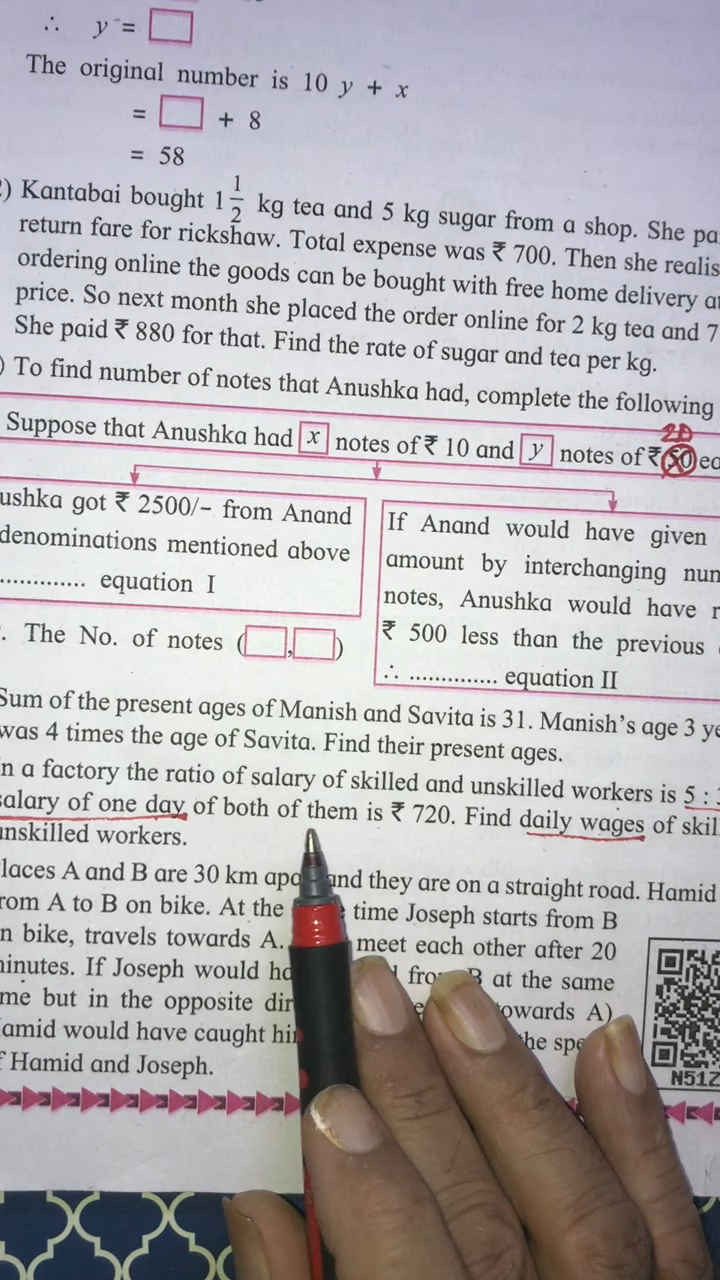 ∴ y =
The original number is 10 y + x
= + 8
= 58
) Kantabai bought 1 1/2 kg tea and 5 kg sugar from a shop. She pa
return fare for rickshaw. Total expense was ₹ 700. Then she realis
ordering online the goods can be bought with free home delivery a
price. So next month she placed the order online for 2 kg tea and 7
She paid ₹ 880 for that. Find the rate of sugar and tea per kg.
) To find number of notes that Anushka had, complete the following
20
Suppose that Anushka had x notes of ₹ 10 and y notes of ₹ 50 ea
ushka got ₹ 2500/- from Anand
denominations mentioned above
............. equation I
If Anand would have given
amount by interchanging num
notes, Anushka would have r
₹ 500 less than the previous
∴ .............. equation II
. The No. of notes ( , )
Sum of the present ages of Manish and Savita is 31. Manish's age 3 ye
was 4 times the age of Savita. Find their present ages.
n a factory the ratio of salary of skilled and unskilled workers is 5 :
salary of one day of both of them is ₹ 720. Find daily wages of skil
unskilled workers.
laces A and B are 30 km apa and they are on a straight road. Hamid
rom A to B on bike. At the time Joseph starts from B
n bike, travels towards A. meet each other after 20
minutes. If Joseph would ha fro B at the same
me but in the opposite dir towards A)
amid would have caught hi the spe
f Hamid and Joseph.
N51Z